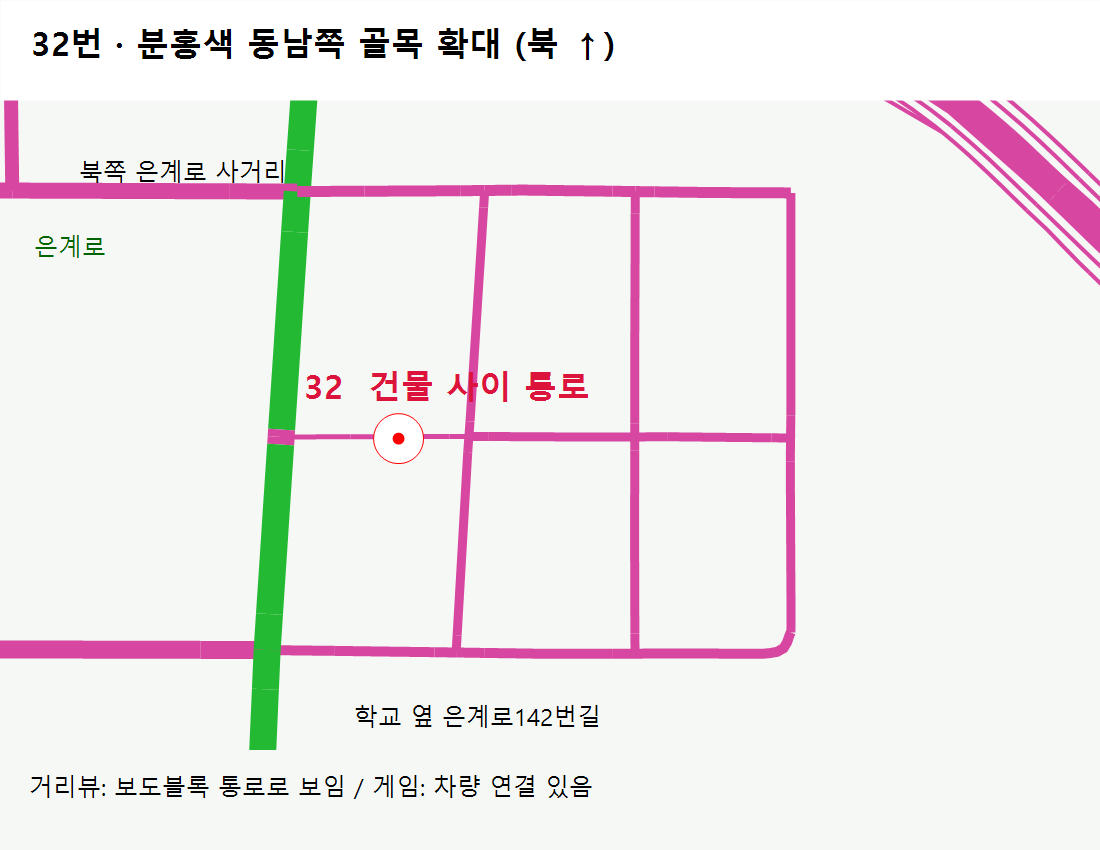 32번 · 분홍색 동남쪽 골목 확대 (북 ↑)
북쪽 은계로 사거리
은계로
32 건물 사이 통로
학교 옆 은계로142번길
거리뷰: 보도블록 통로로 보임 / 게임: 차량 연결 있음